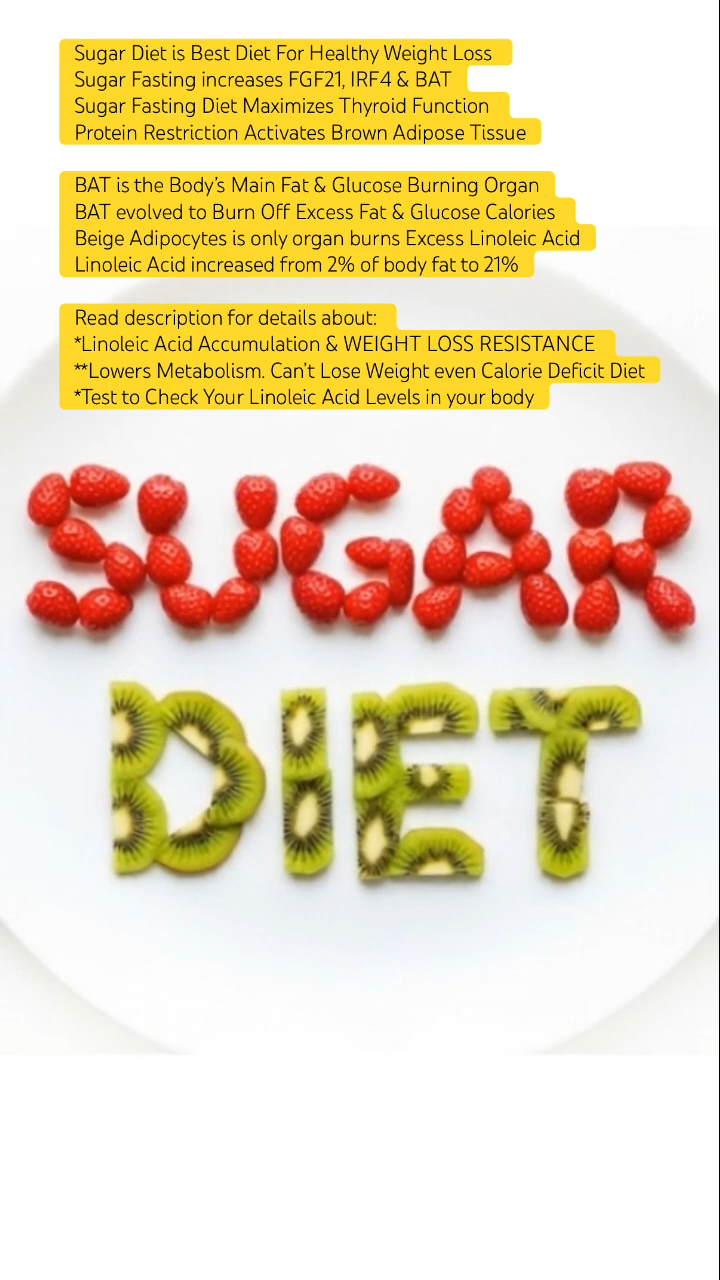 Sugar Diet is Best Diet For Healthy Weight Loss
Sugar Fasting increases FGF21, IRF4 & BAT
Sugar Fasting Diet Maximizes Thyroid Function
Protein Restriction Activates Brown Adipose Tissue
BAT is the Body's Main Fat & Glucose Burning Organ
BAT evolved to Burn Off Excess Fat & Glucose Calories
Beige Adipocytes is only organ burns Excess Linoleic Acid
Linoleic Acid increased from 2% of body fat to 21%
Read description for details about:
*Linoleic Acid Accumulation & WEIGHT LOSS RESISTANCE
**Lowers Metabolism. Can't Lose Weight even Calorie Deficit Diet
*Test to Check Your Linoleic Acid Levels in your body
SUGAR
DIET